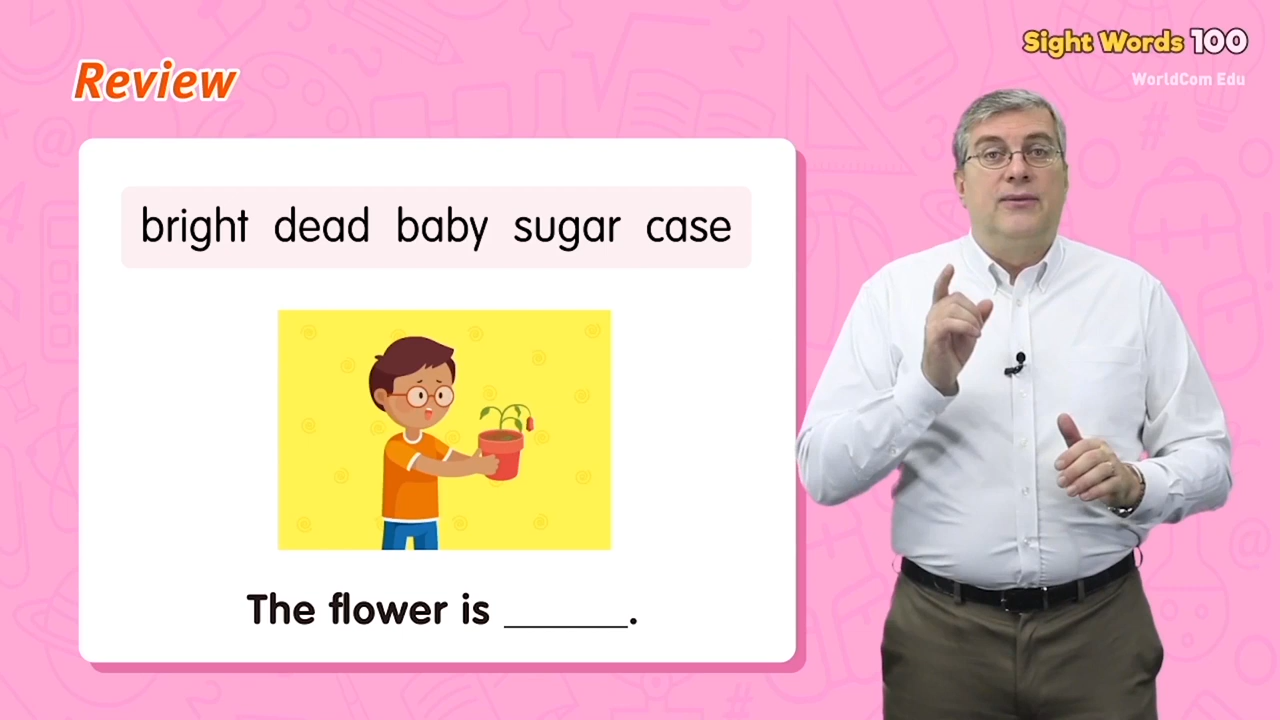 Sight Words 100
WorldCom Edu
Review
bright dead baby sugar case
The flower is ______.